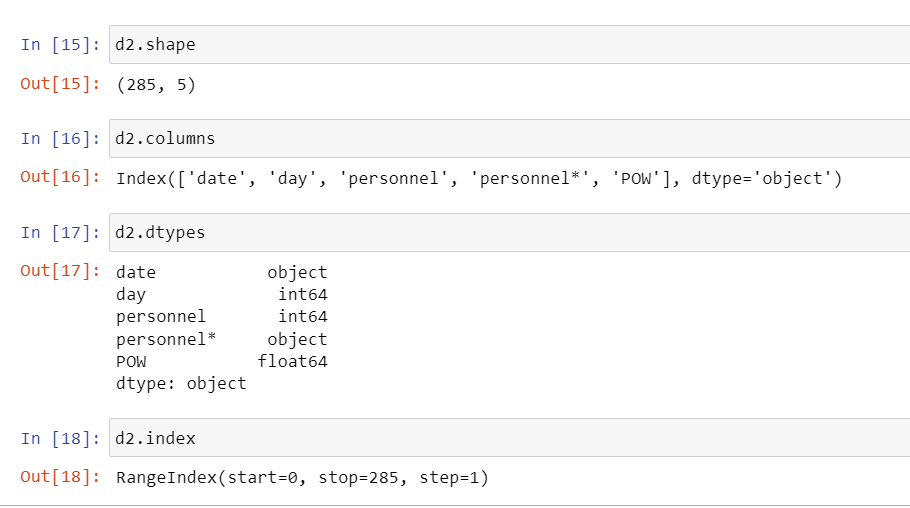 In [15]: d2.shape
Out[15]: (285, 5)
In [16]: d2.columns
Out[16]: Index(['date', 'day', 'personnel', 'personnel*', 'POW'], dtype='object')
In [17]: d2.dtypes
Out[17]: date object
day int64
personnel int64
personnel* object
POW float64
dtype: object
In [18]: d2.index
Out[18]: RangeIndex(start=0, stop=285, step=1)